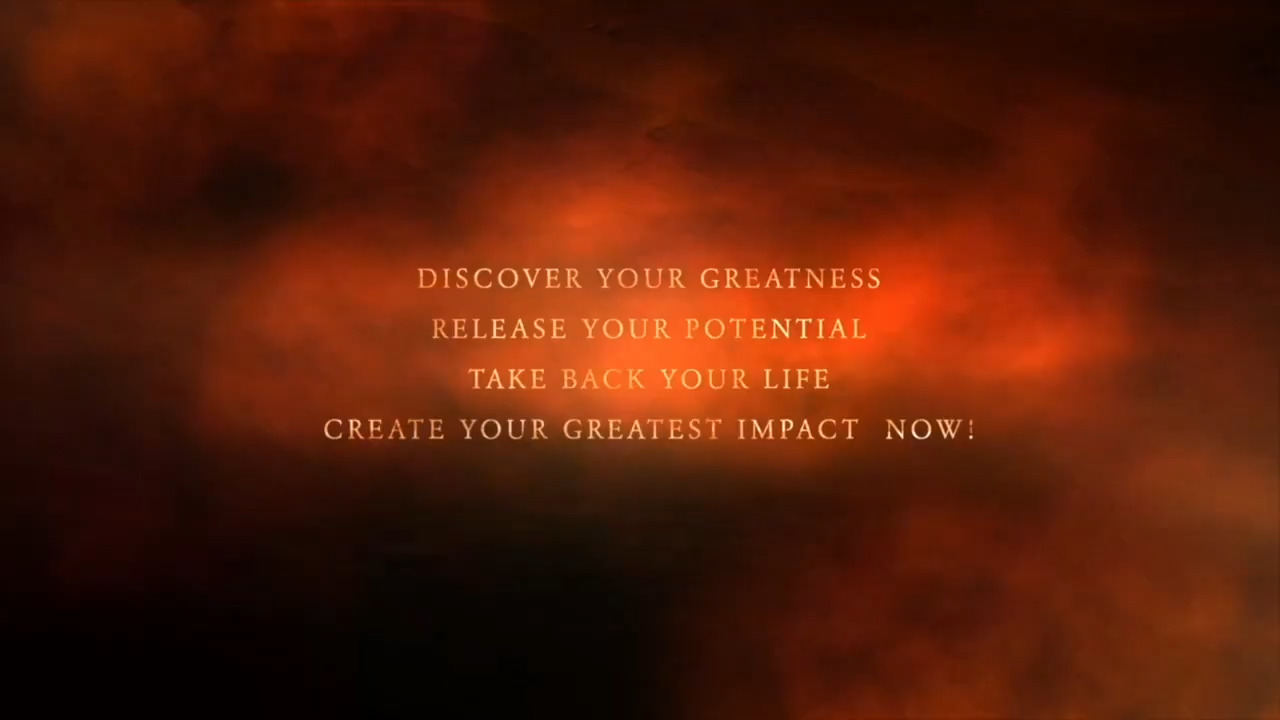 DISCOVER YOUR GREATNESS
RELEASE YOUR POTENTIAL
TAKE BACK YOUR LIFE
CREATE YOUR GREATEST IMPACT NOW!